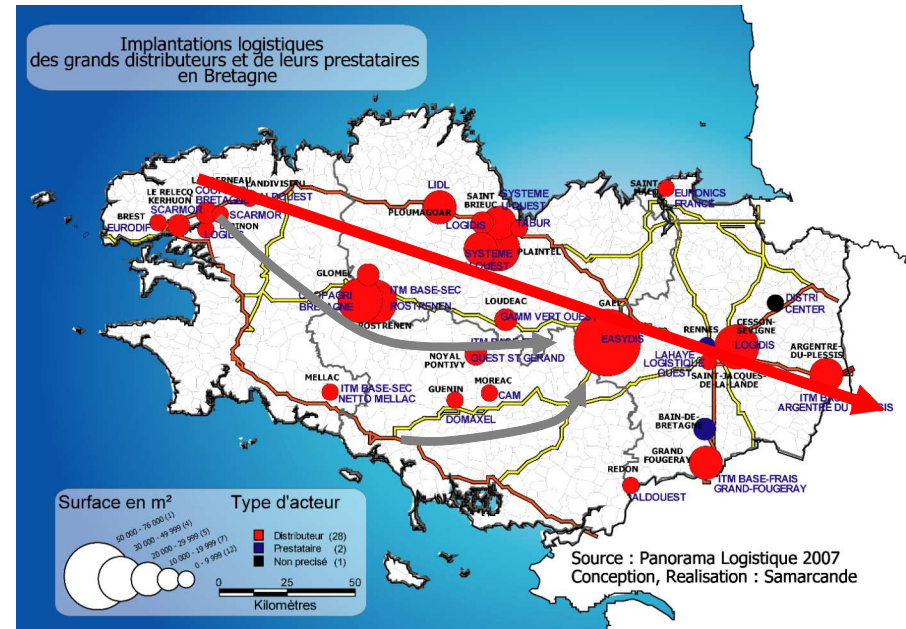 Implantations logistiques
des grands distributeurs et de leurs prestataires
en Bretagne
LANDIVISEAU
LE RELECQ
KERHUON
SCARMOR
BREST
EURODIF
SCARMOR
LOGIDIS
LIDL
PLOUMAGOAR
SAINT
BRIEUC
SYSTEME
U OUEST
LOGIDIS
TABUR
SYSTEME
U OUEST
PLAINTEL
SAINT
EURONICS
FRANCE
GLOMEL
ITM BASE-SEC
ROSTRENEN
CAOPAGRI
BRETAGNE
ROSTRENEN
LOUDEAC
GAMM VERT OUEST
GAEL
EASYDIS
DISTRI
CENTER
RENNES
CESSON-
SEVIGNE
LOGIDIS
LAHAYE
LOGISTIQUE
OUEST
SAINT-JACQUES-
DE-LA-LANDE
ARGENTRE-
DU-PLESSIS
OUEST ST GERAND
NOYAL
PONTIVY
MELLAC
ITM BASE-SEC
NETTO MELLAC
GUENIN
DOMAXEL
MOREAC
CAM
BAIN-DE-
BRETAGNE
GRAND
FOUGERAY
ITM BASE-FRAIS
GRAND-FOUGERAY
REDON
ALDOUEST
Surface en m²
50 000 - 76 000 (1)
30 000 - 49 999 (4)
20 000 - 29 999 (5)
10 000 - 19 999 (7)
0 - 9 999 (12)
Type d'acteur
Distributeur (28)
Prestataire (2)
Non precisé (1)
0 25 50
Kilomètres
Source : Panorama Logistique 2007
Conception, Realisation : Samarcande